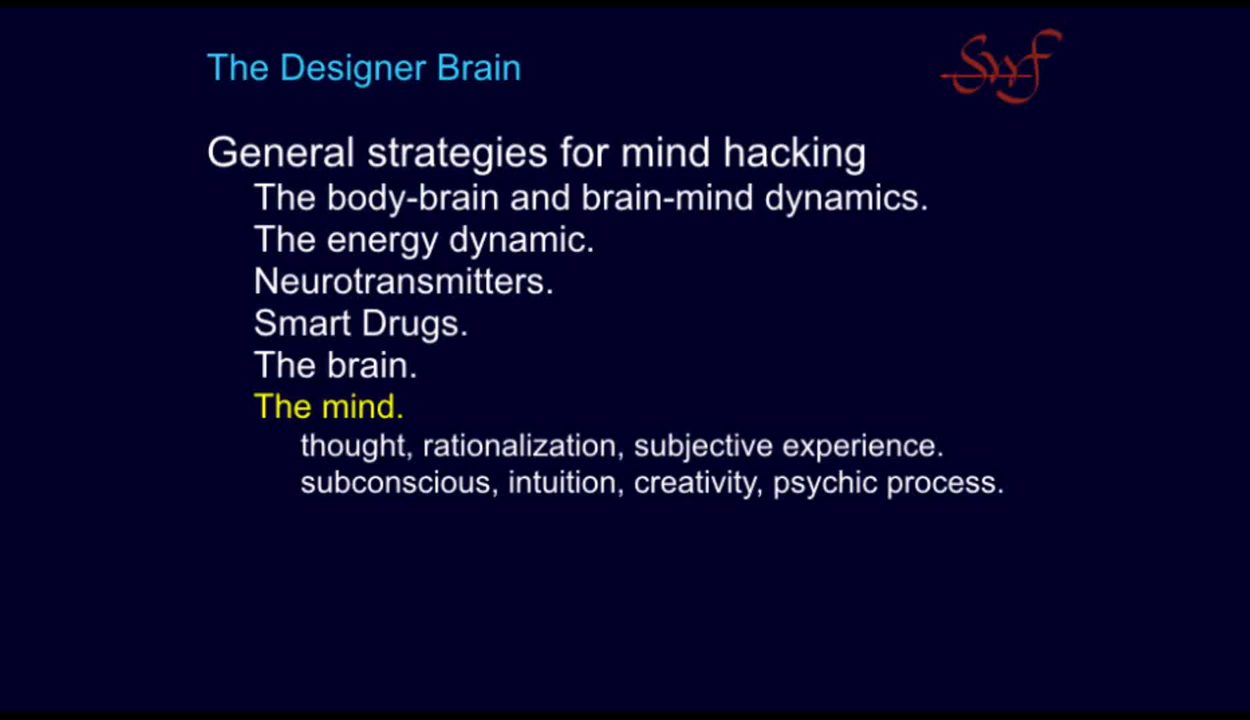 The Designer Brain
Swf
General strategies for mind hacking
The body-brain and brain-mind dynamics.
The energy dynamic.
Neurotransmitters.
Smart Drugs.
The brain.
The mind.
thought, rationalization, subjective experience.
subconscious, intuition, creativity, psychic process.